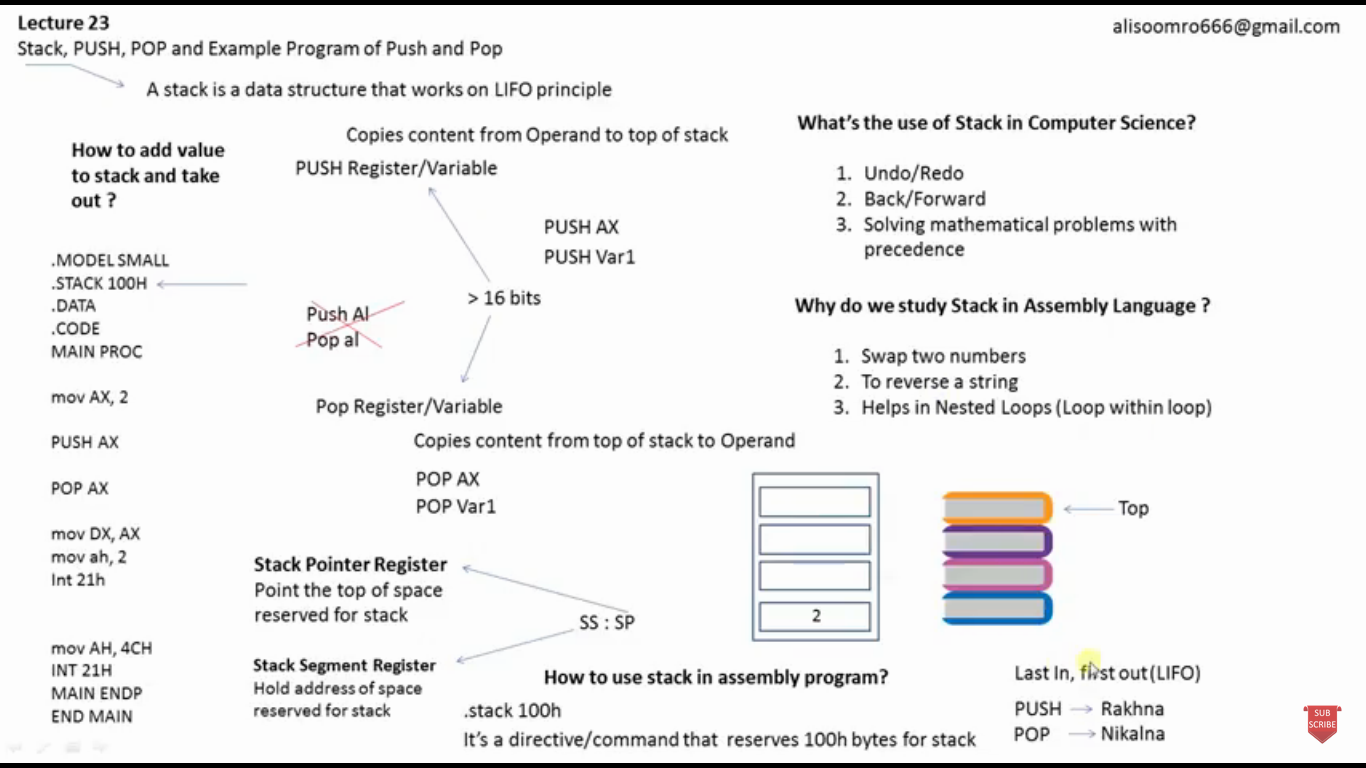 Lecture 23
alisoomro666@gmail.com
Stack, PUSH, POP and Example Program of Push and Pop
A stack is a data structure that works on LIFO principle
How to add value
to stack and take
out ?
Copies content from Operand to top of stack
PUSH Register/Variable
PUSH AX
PUSH Var1
> 16 bits
Push Al
Pop al
Pop Register/Variable
Copies content from top of stack to Operand
POP AX
POP Var1
.MODEL SMALL
.STACK 100H
.DATA
.CODE
MAIN PROC
mov AX, 2
PUSH AX
POP AX
mov DX, AX
mov ah, 2
Int 21h
mov AH, 4CH
INT 21H
MAIN ENDP
END MAIN
Stack Pointer Register
Point the top of space
reserved for stack
SS : SP
Stack Segment Register
Hold address of space
reserved for stack
How to use stack in assembly program?
.stack 100h
It's a directive/command that reserves 100h bytes for stack
What's the use of Stack in Computer Science?
1. Undo/Redo
2. Back/Forward
3. Solving mathematical problems with
precedence
Why do we study Stack in Assembly Language ?
1. Swap two numbers
2. To reverse a string
3. Helps in Nested Loops (Loop within loop)
2
Top
Last In, first out(LIFO)
PUSH Rakhna
POP Nikalna
SUB
SCRIBE